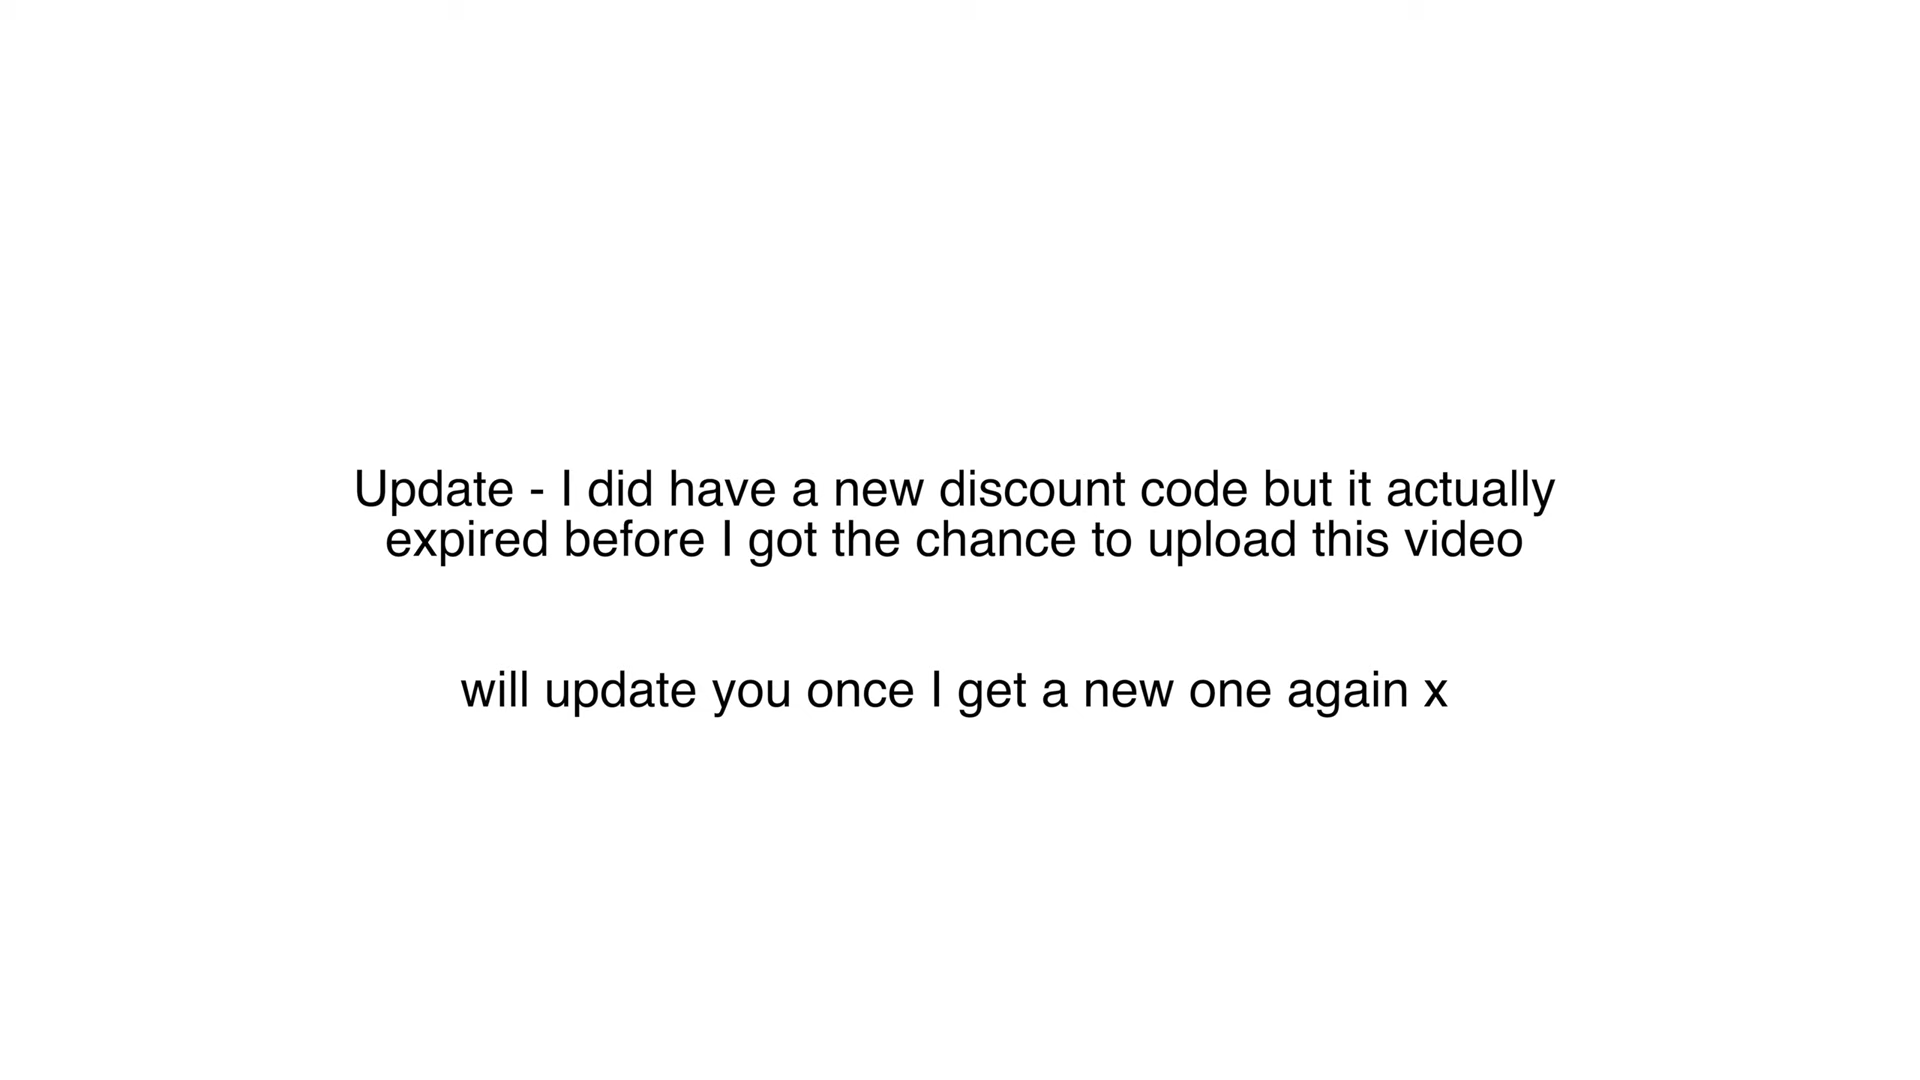 Update - I did have a new discount code but it actually
expired before I got the chance to upload this video
will update you once I get a new one again x